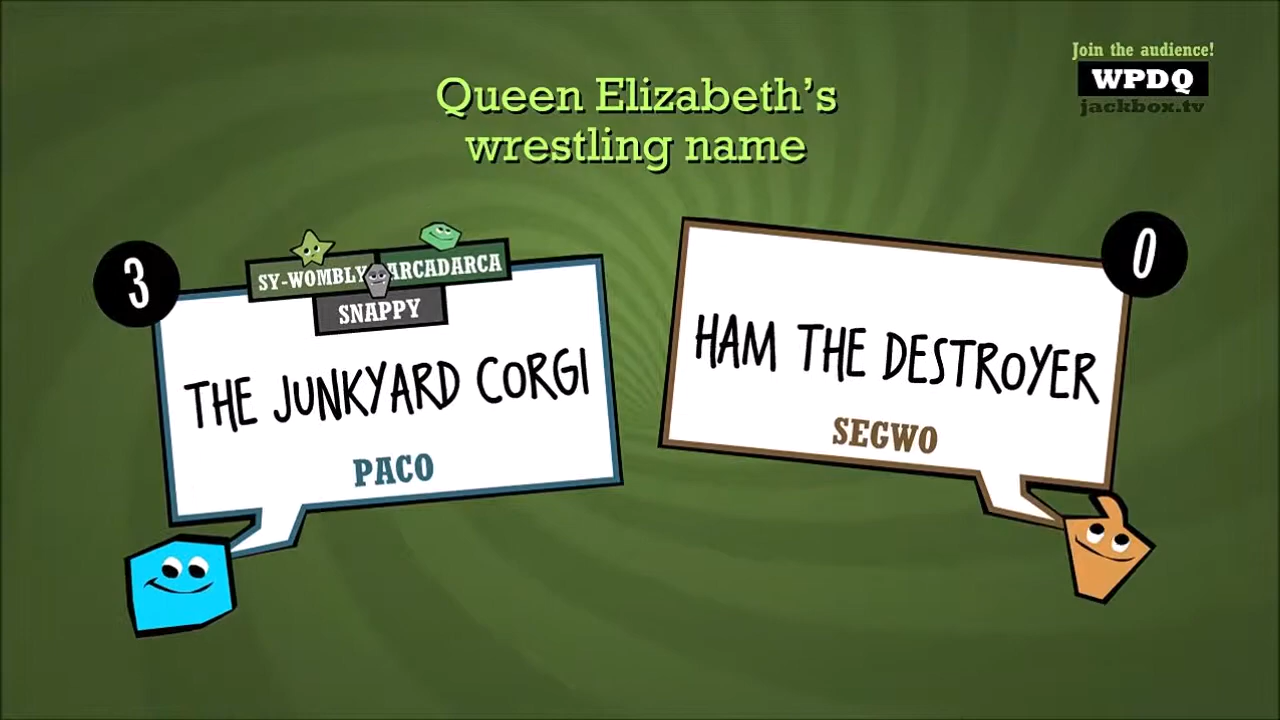 Join the audience!
WPDQ
jackbox.tv
Queen Elizabeth's
wrestling name
3
SY-WOMBLY
ARCADARCA
SNAPPY
THE JUNKYARD CORGI
PACO
0
HAM THE DESTROYER
SEGWO